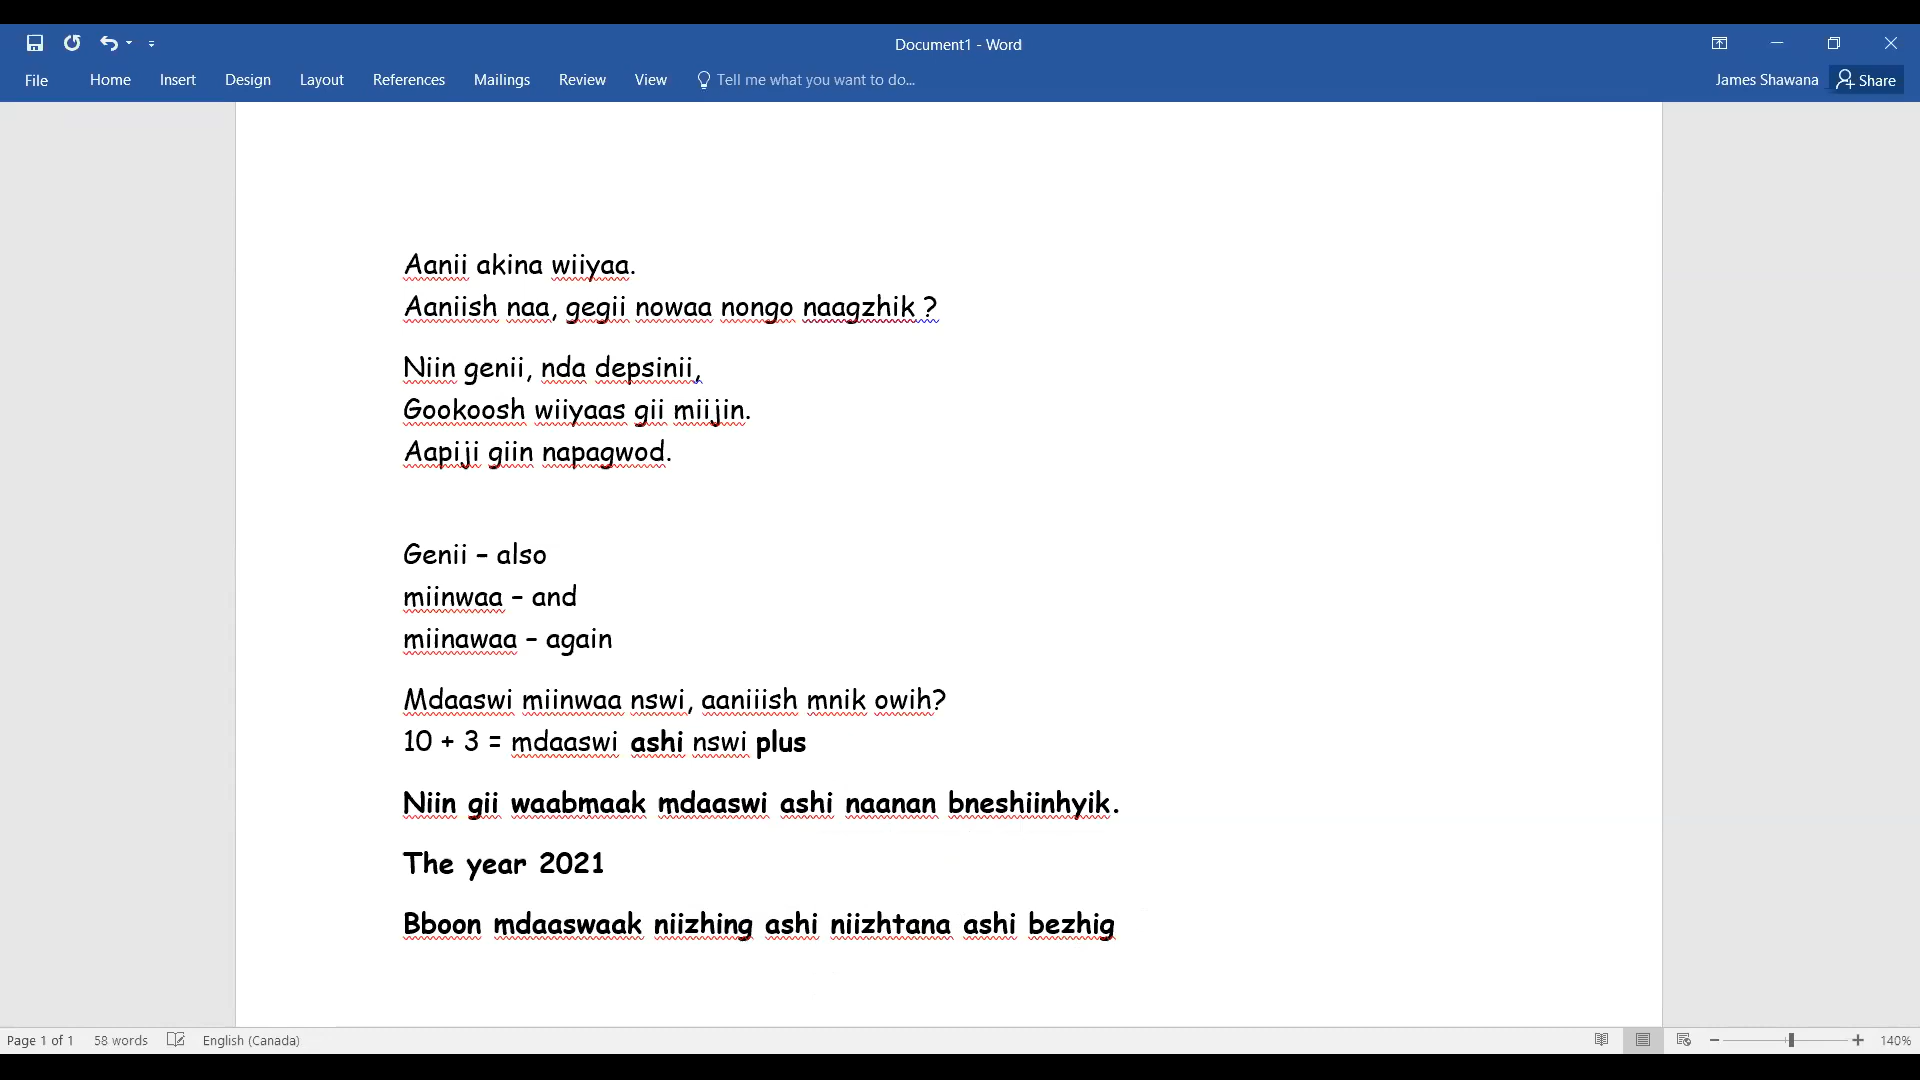 Document1 - Word
File Home Insert Design Layout References Mailings Review View Tell me what you want to do... James Shawana Share
Aanii akina wiiyaa.
Aaniish naa, gegii nowaa nongo naagzhik ?
Niin genii, nda depsinii,
Gookoosh wiiyaas gii miijin.
Aapiji giin napagwod.
Genii – also
miinwaa – and
miinawaa – again
Mdaaswi miinwaa nswi, aaniiish mnik owih?
10 + 3 = mdaaswi ashi nswi plus
Niin gii waabmaak mdaaswi ashi naanan bneshiinhyik.
The year 2021
Bboon mdaaswaak niizhing ashi niizhtana ashi bezhig
Page 1 of 1 58 words English (Canada) 140%